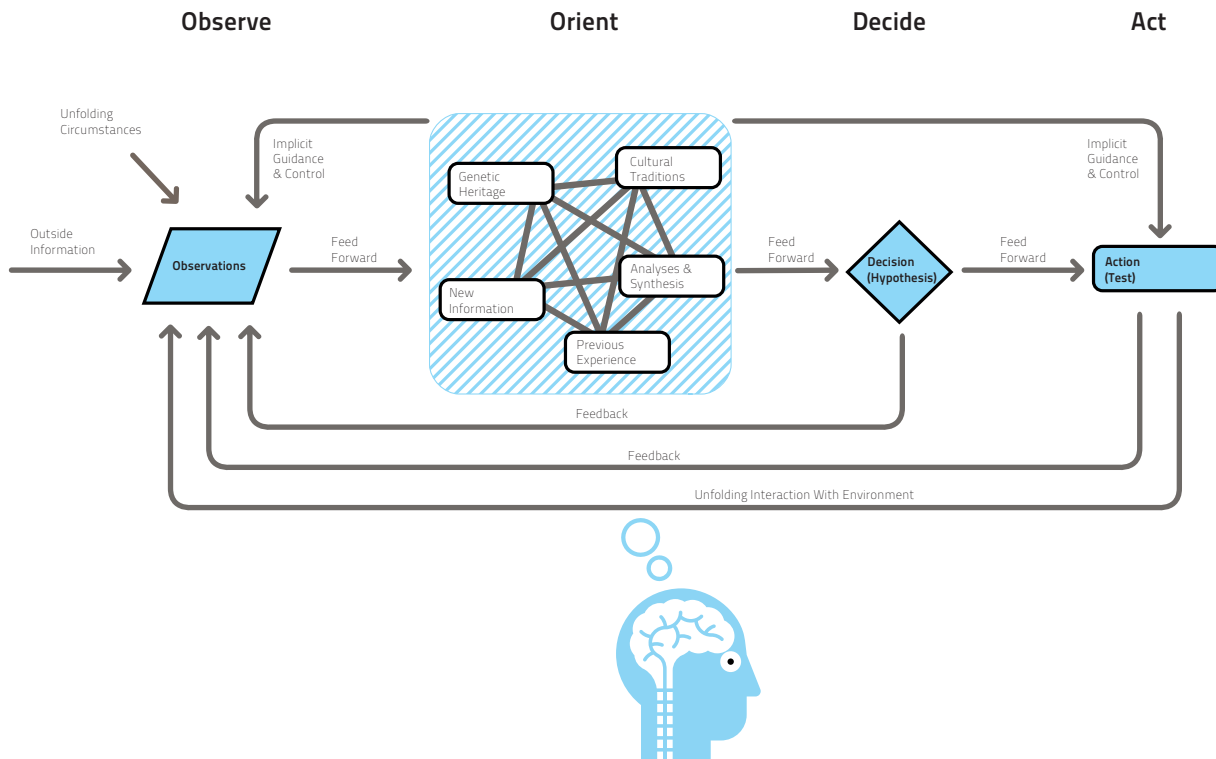 Observe
Orient
Decide
Act
Unfolding
Circumstances
Implicit
Guidance
& Control
Outside
Information
Observations
Feed
Forward
Genetic
Heritage
Cultural
Traditions
New
Information
Analyses &
Synthesis
Previous
Experience
Feed
Forward
Decision
(Hypothesis)
Feed
Forward
Implicit
Guidance
& Control
Action
(Test)
Feedback
Feedback
Unfolding Interaction With Environment